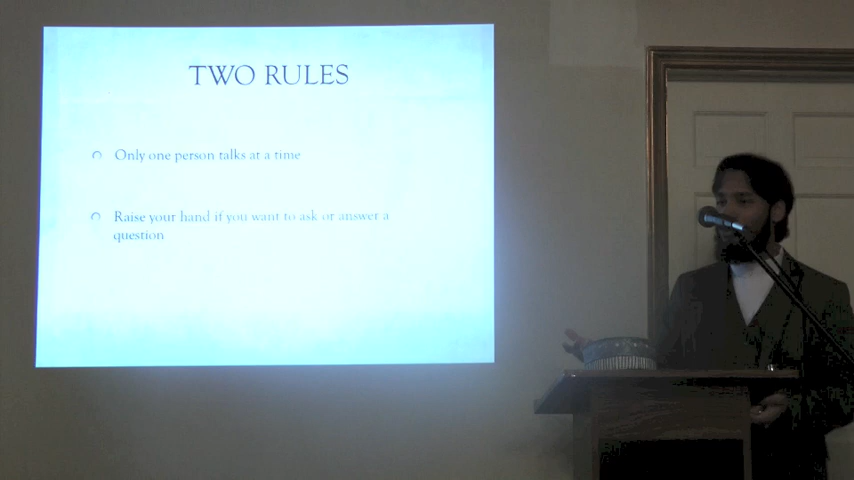 TWO RULES
Only one person talks at a time
Raise your hand if you want to ask or answer a
question